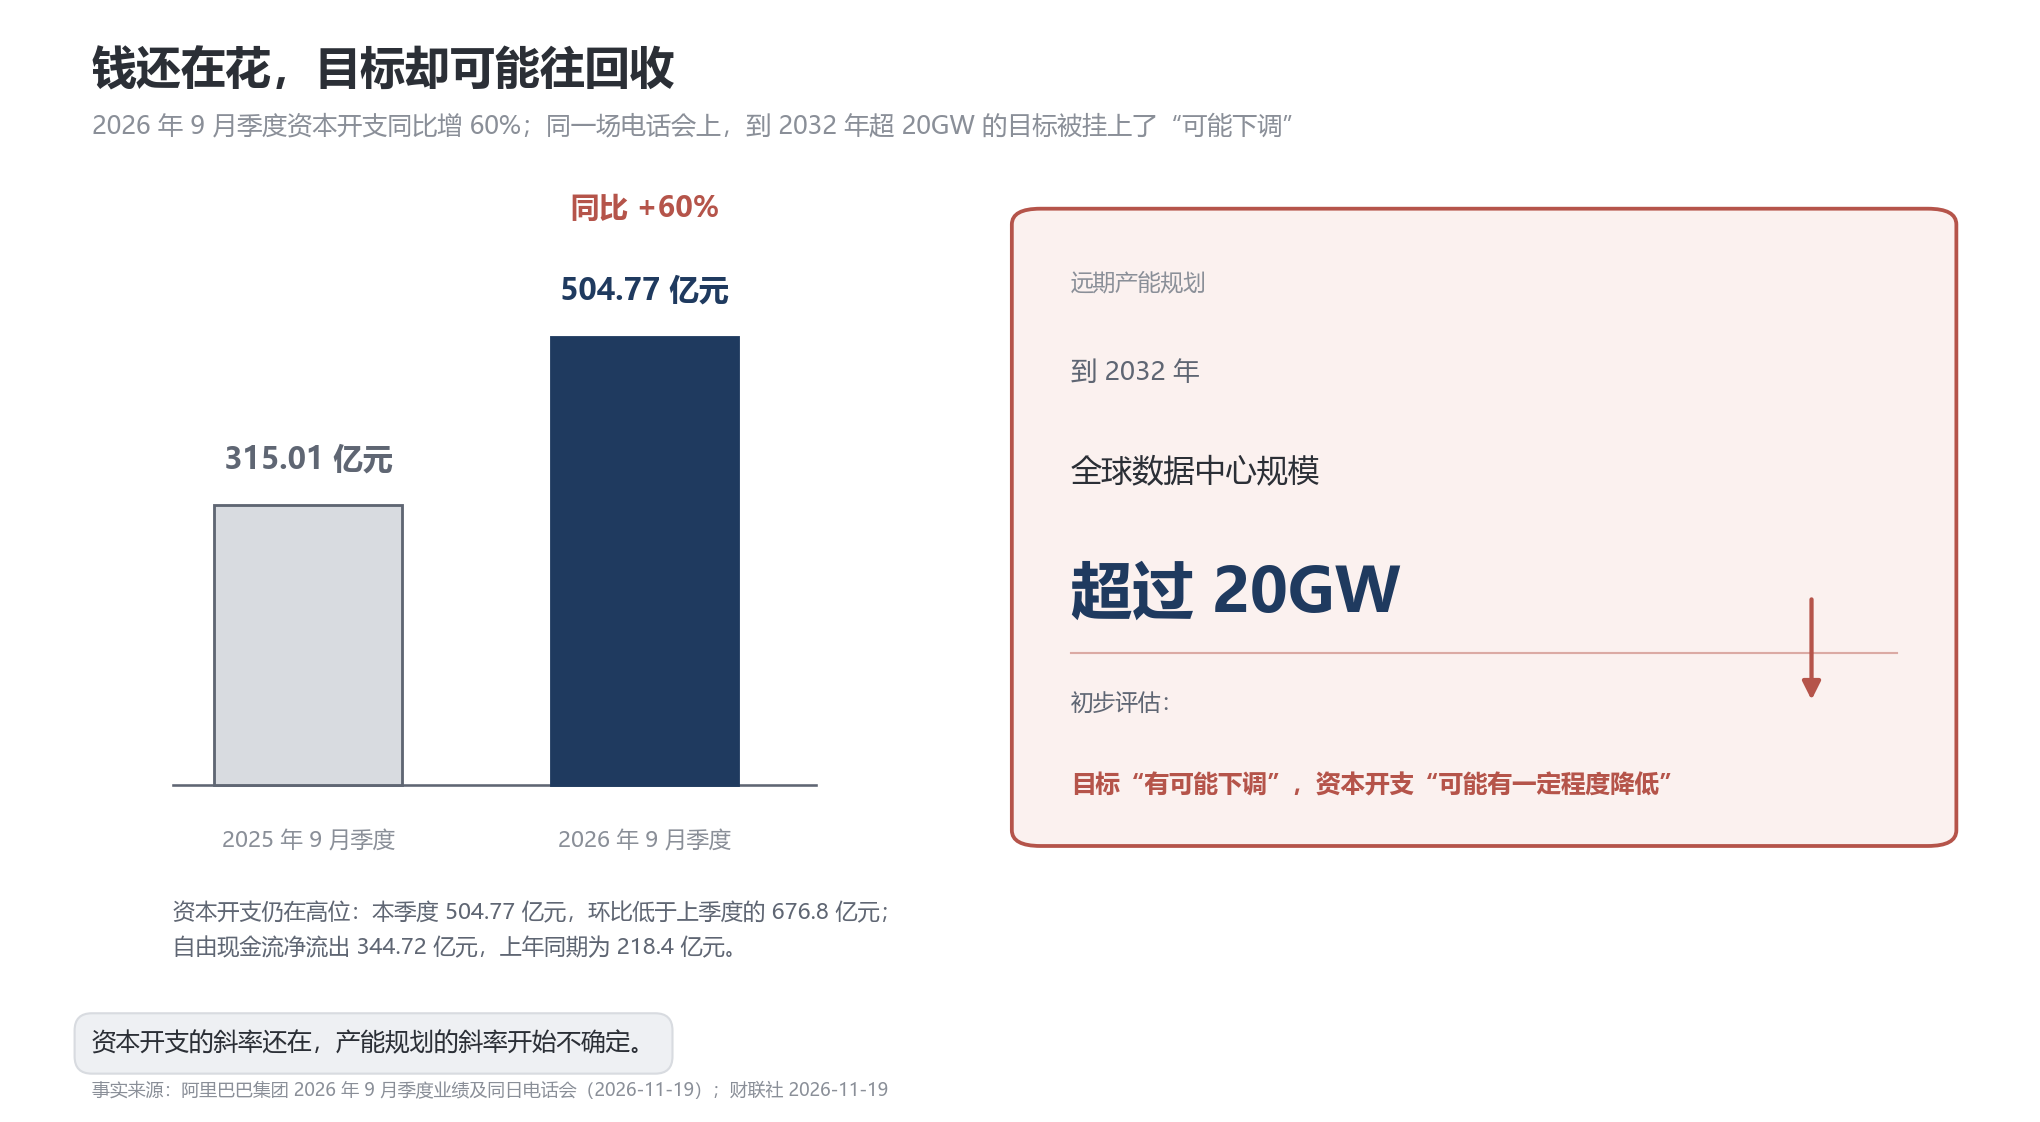 钱还在花，目标却可能往回收
2026 年 9 月季度资本开支同比增 60%；同一场电话会上，到 2032 年超 20GW 的目标被挂上了“可能下调”
同比 +60%
504.77 亿元
315.01 亿元
2025 年 9 月季度
2026 年 9 月季度
资本开支仍在高位：本季度 504.77 亿元，环比低于上季度的 676.8 亿元；
自由现金流净流出 344.72 亿元，上年同期为 218.4 亿元。
远期产能规划
到 2032 年
全球数据中心规模
超过 20GW
初步评估：
目标“有可能下调”，资本开支“可能有一定程度降低”
资本开支的斜率还在，产能规划的斜率开始不确定。
事实来源：阿里巴巴集团 2026 年 9 月季度业绩及同日电话会（2026-11-19）；财联社 2026-11-19